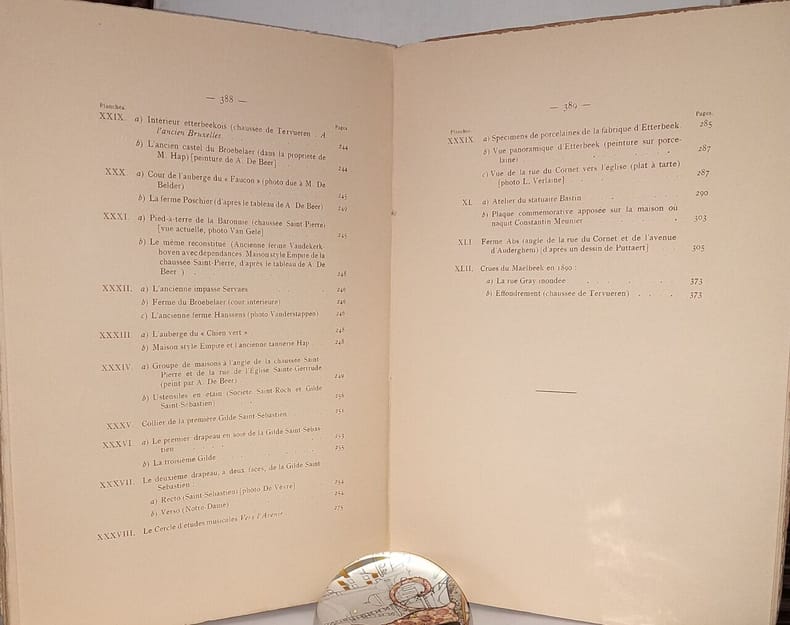 — 388 —
Planches Pages
XXIX. a) Intérieur etterbeekois (chaussée de Tervueren. A
l'ancien Bruxelles 244
b) L'ancien castel du Broebelaer (dans la propriété de
M. Hap) [peinture de A. De Beer] 244
XXX. a) Cour de l'auberge du « Faucon » (photo due à M. De
Belder) 245
b) La ferme Poschier (d'après le tableau de A. De Beer) 249
XXXI. a) Pied-à-terre de la Baronne (chaussée Saint-Pierre)
[vue actuelle, photo Van Gele] 245
b) Le même reconstitué (Ancienne ferme Vandekerk
hoven avec dépendances. Maison style Empire de la
chaussée Saint-Pierre, d'après le tableau de A. De
Beer) 248
XXXII. a) L'ancienne impasse Servaes 246
b) Ferme du Broebelaer (cour intérieure) 246
c) L'ancienne ferme Hanssens (photo Vanderstappen) 246
XXXIII a) L'auberge du « Chien vert » 248
b) Maison style Empire et l'ancienne tannerie Hap 248
XXXIV. a) Groupe de maisons à l'angle de la chaussée Saint
Pierre et de la rue de l'Église Sainte-Gertrude
(peint par A. De Beer) 249
b) Ustensiles en étain (Société Saint-Roch et Gilde
Saint-Sébastien)
XXXV. Collier de la première Gilde Saint-Sébastien
XXXVI. a) Le premier drapeau en soie de la Gilde Saint-Sébas
tien 253
b) La troisième Gilde 255
XXXVII. Le deuxième drapeau, à deux faces, de la Gilde Saint
Sébastien :
a) Recto (Saint Sébastien) [photo De Vèvre] 254
b) Verso (Notre-Dame) 254
XXXVIII. Le Cercle d'études musicales Vers l'Avenir. 275
— 389 —
Planches Pages
XXXIX a) Spécimens de porcelaines de la fabrique d'Etterbeek 285
b) Vue panoramique d'Etterbeek (peinture sur porce-
laine) 287
c) Vue de la rue du Cornet vers l'église (plat à tarte)
[photo L. Verlaine] 287
XL a) Atelier du statuaire Bastin 290
b) Plaque commémorative apposée sur la maison où
naquit Constantin Meunier 303
XLI Ferme Abs (angle de la rue du Cornet et de l'avenue
d'Auderghem) [d'après un dessin de Puttaert] 305
XLII. Crues du Maelbeek en 1890 :
a) La rue Gray inondée 373
b) Effondrement (chaussée de Tervueren) 373